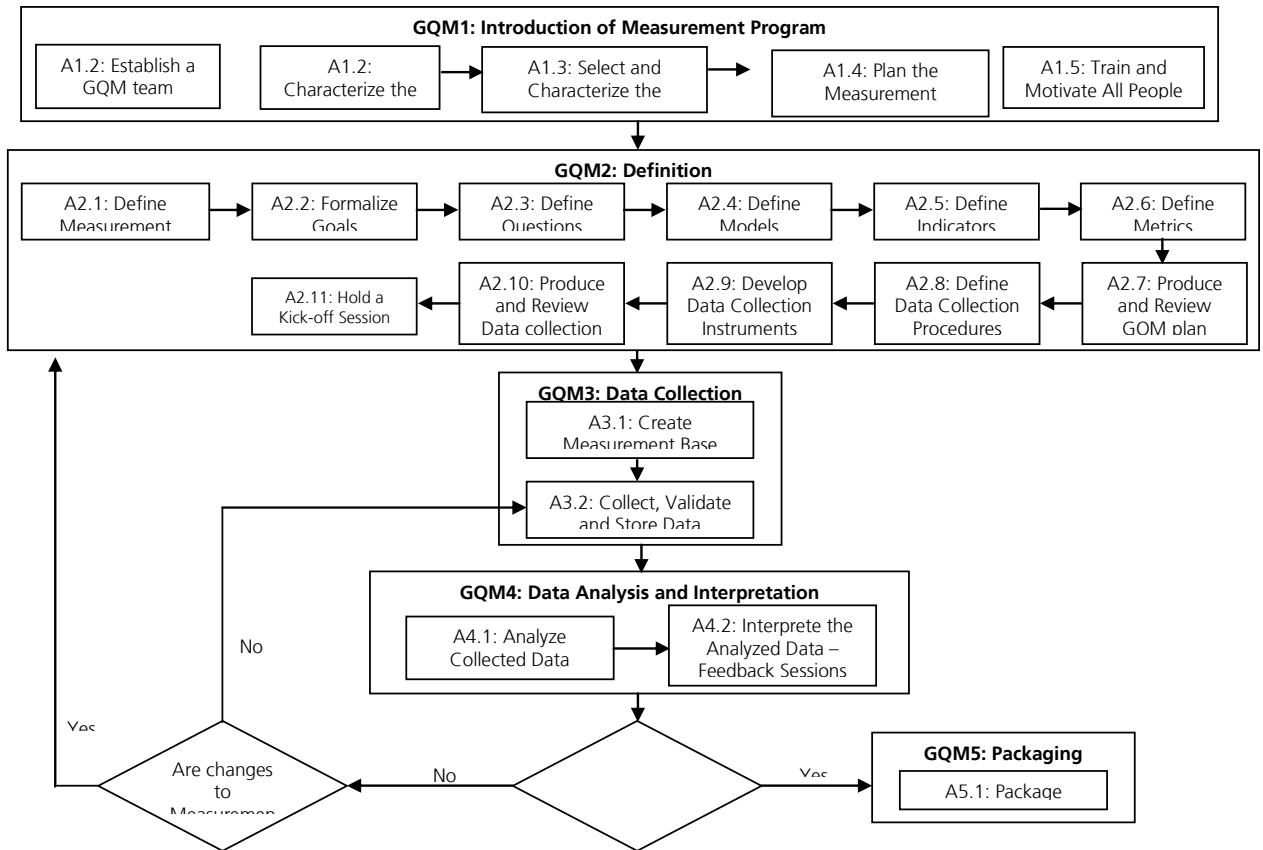 GQM1: Introduction of Measurement Program
A1.2: Establish a
GQM team
A1.2:
Characterize the
A1.3: Select and
Characterize the
A1.4: Plan the
Measurement
A1.5: Train and
Motivate All People
GQM2: Definition
A2.1: Define
Measurement
A2.2: Formalize
Goals
A2.3: Define
Questions
A2.4: Define
Models
A2.5: Define
Indicators
A2.6: Define
Metrics
A2.11: Hold a
Kick-off Session
A2.10: Produce
and Review
Data collection
A2.9: Develop
Data Collection
Instruments
A2.8: Define
Data Collection
Procedures
A2.7: Produce
and Review
GQM plan
GQM3: Data Collection
A3.1: Create
Measurement Base
A3.2: Collect, Validate
and Store Data
GQM4: Data Analysis and Interpretation
A4.1: Analyze
Collected Data
A4.2: Interprete the
Analyzed Data –
Feedback Sessions
No
Yes
Are changes
to
Measuremen
No
Yes
GQM5: Packaging
A5.1: Package